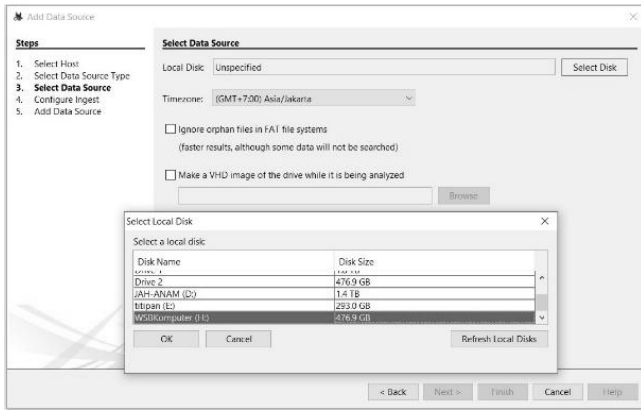 Add Data Source
Steps
1. Select Host
2. Select Data Source Type
3. Select Data Source
4. Configure Ingest
5. Add Data Source
Select Data Source
Local Disk: Unspecified Select Disk
Timezone: (GMT+7:00) Asia/Jakarta
Ignore orphan files in FAT file systems
(faster results, although some data will not be searched)
Make a VHD image of the drive while it is being analyzed
Browse
Select Local Disk
Select a local disk:
Disk Name Disk Size
Drive 2 476.9 GB
JAH-ANAM (D:) 1.4 TB
titipan (E:) 293.0 GB
WSBKomputer (H:) 476.9 GB
OK Cancel Refresh Local Disks
< Back Next > Finish Cancel Help